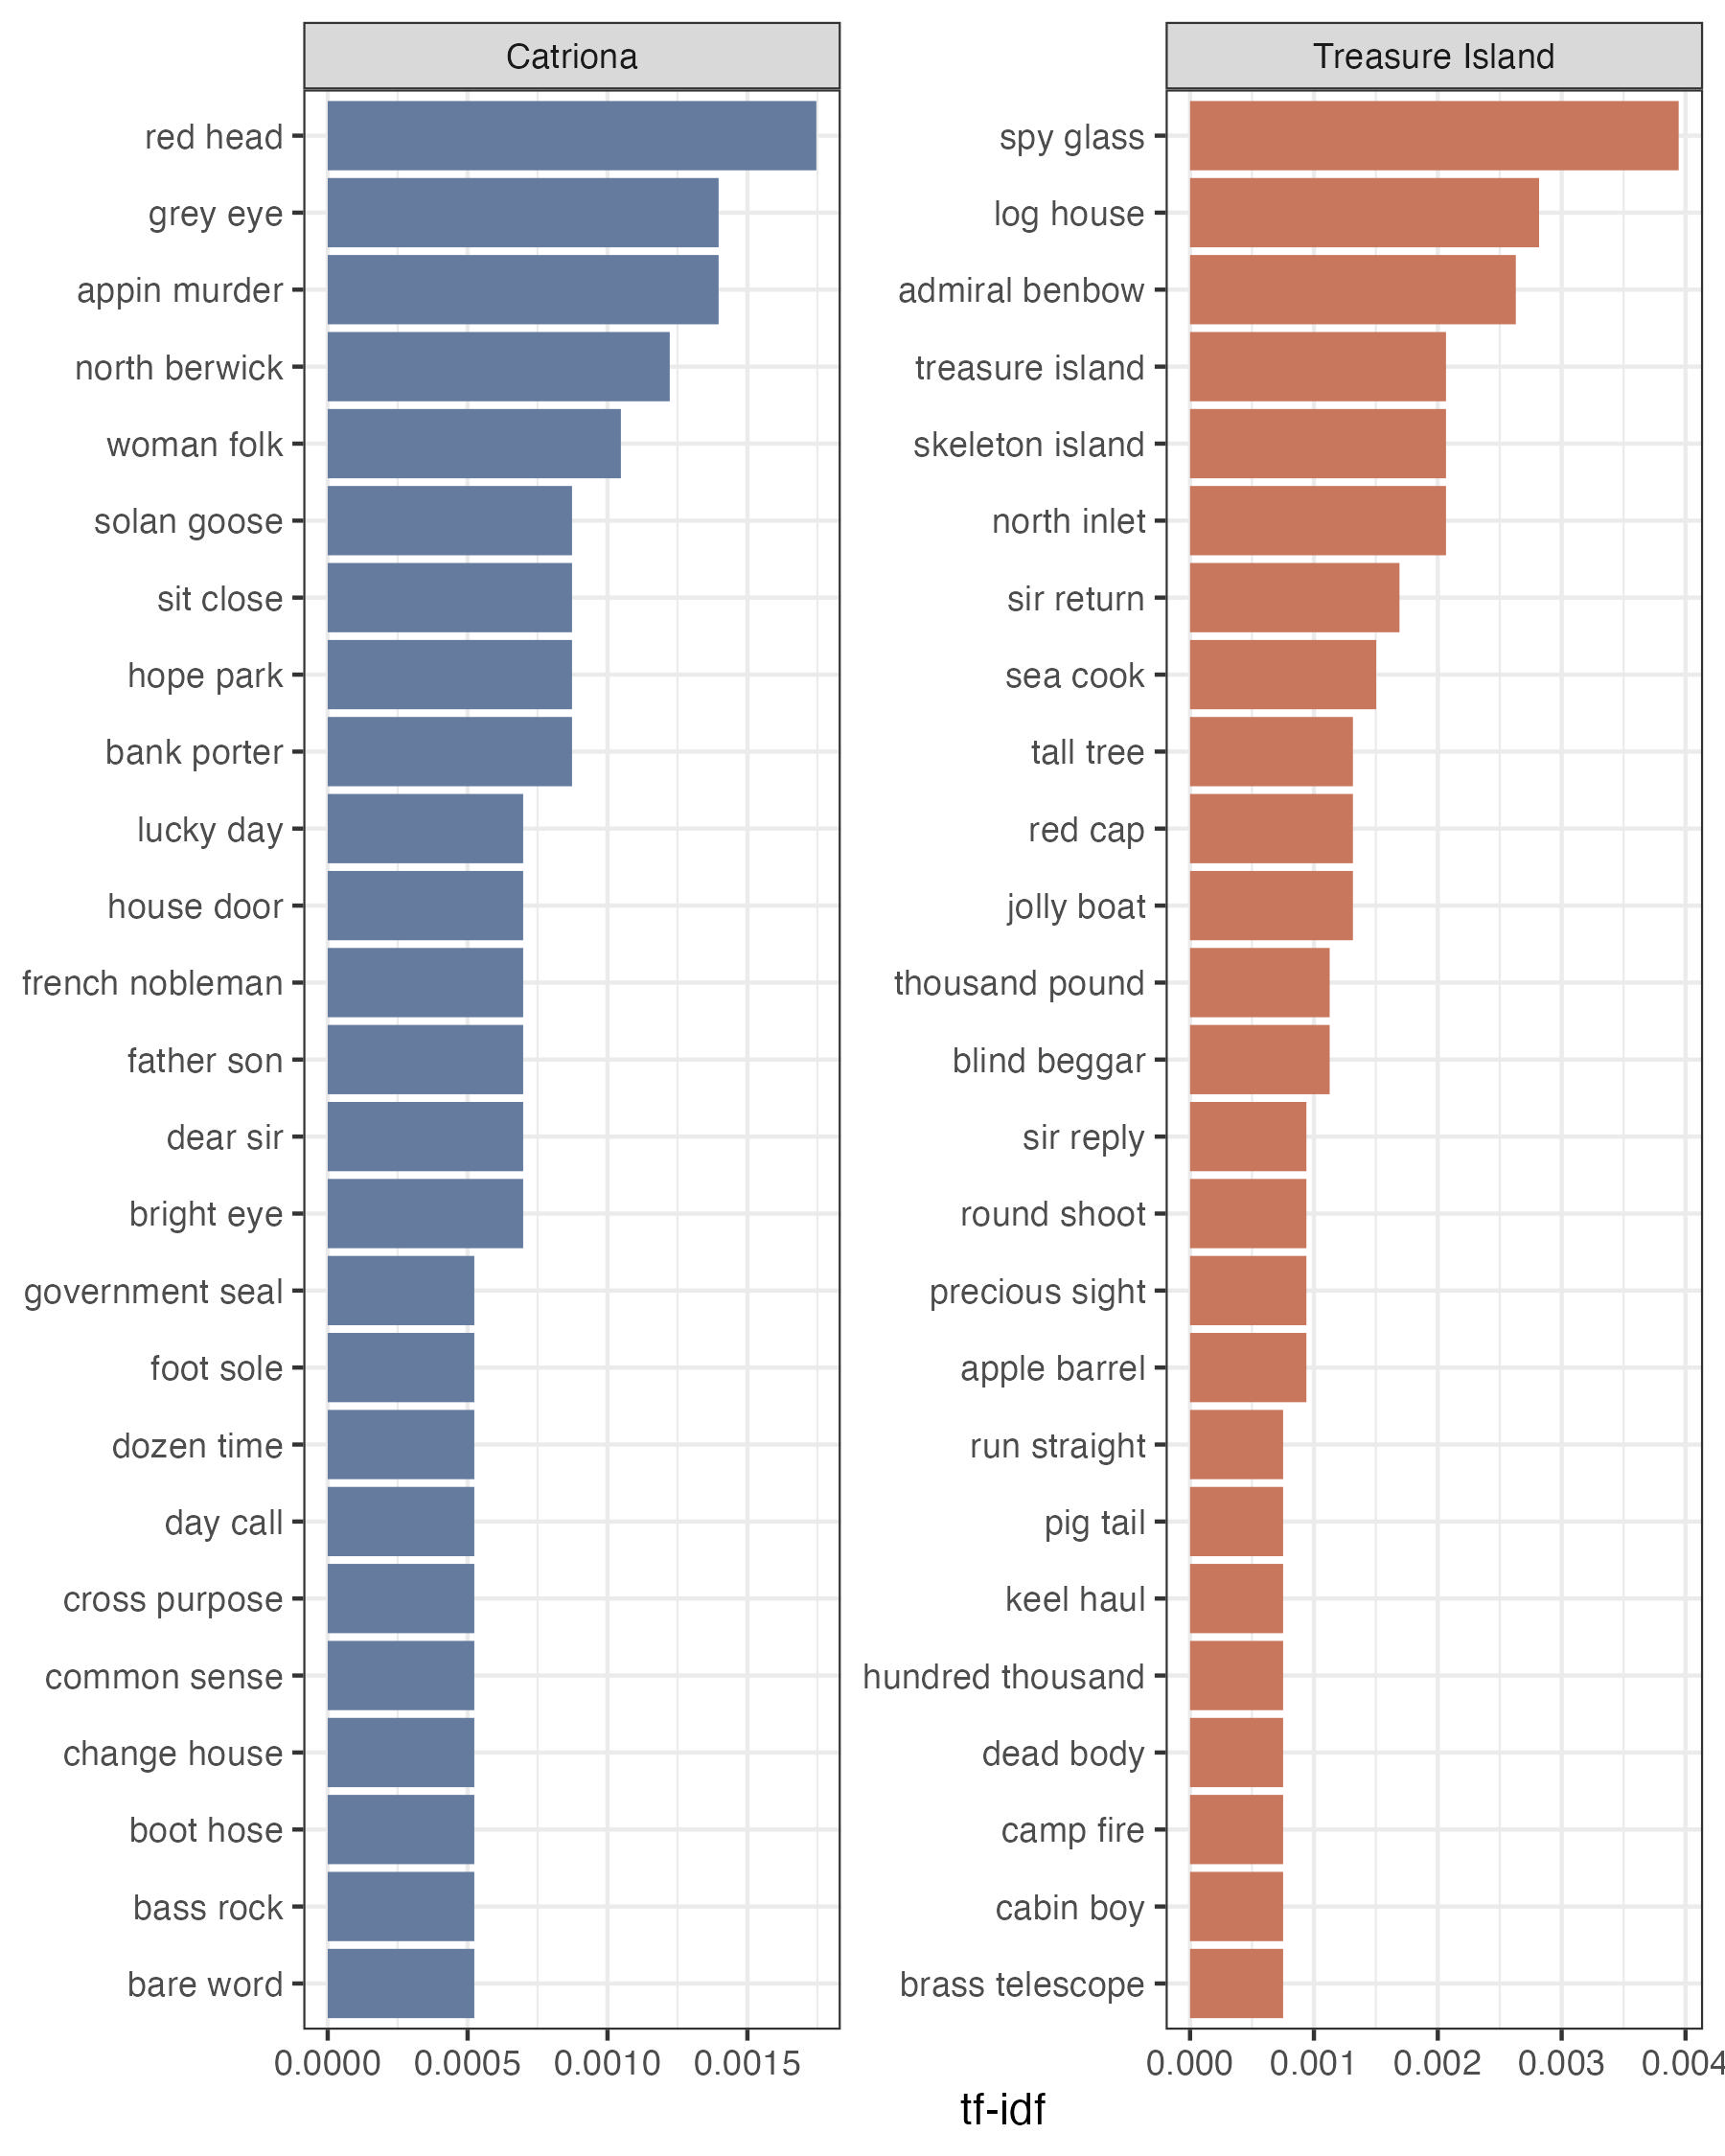 Catriona
red head
grey eye
appin murder
north berwick
woman folk
solan goose
sit close
hope park
bank porter
lucky day
house door
french nobleman
father son
dear sir
bright eye
government seal
foot sole
dozen time
day call
cross purpose
common sense
change house
boot hose
bass rock
bare word
0.0000 0.0005 0.0010 0.0015
Treasure Island
spy glass
log house
admiral benbow
treasure island
skeleton island
north inlet
sir return
sea cook
tall tree
red cap
jolly boat
thousand pound
blind beggar
sir reply
round shoot
precious sight
apple barrel
run straight
pig tail
keel haul
hundred thousand
dead body
camp fire
cabin boy
brass telescope
0.000 0.001 0.002 0.003 0.004
tf-idf